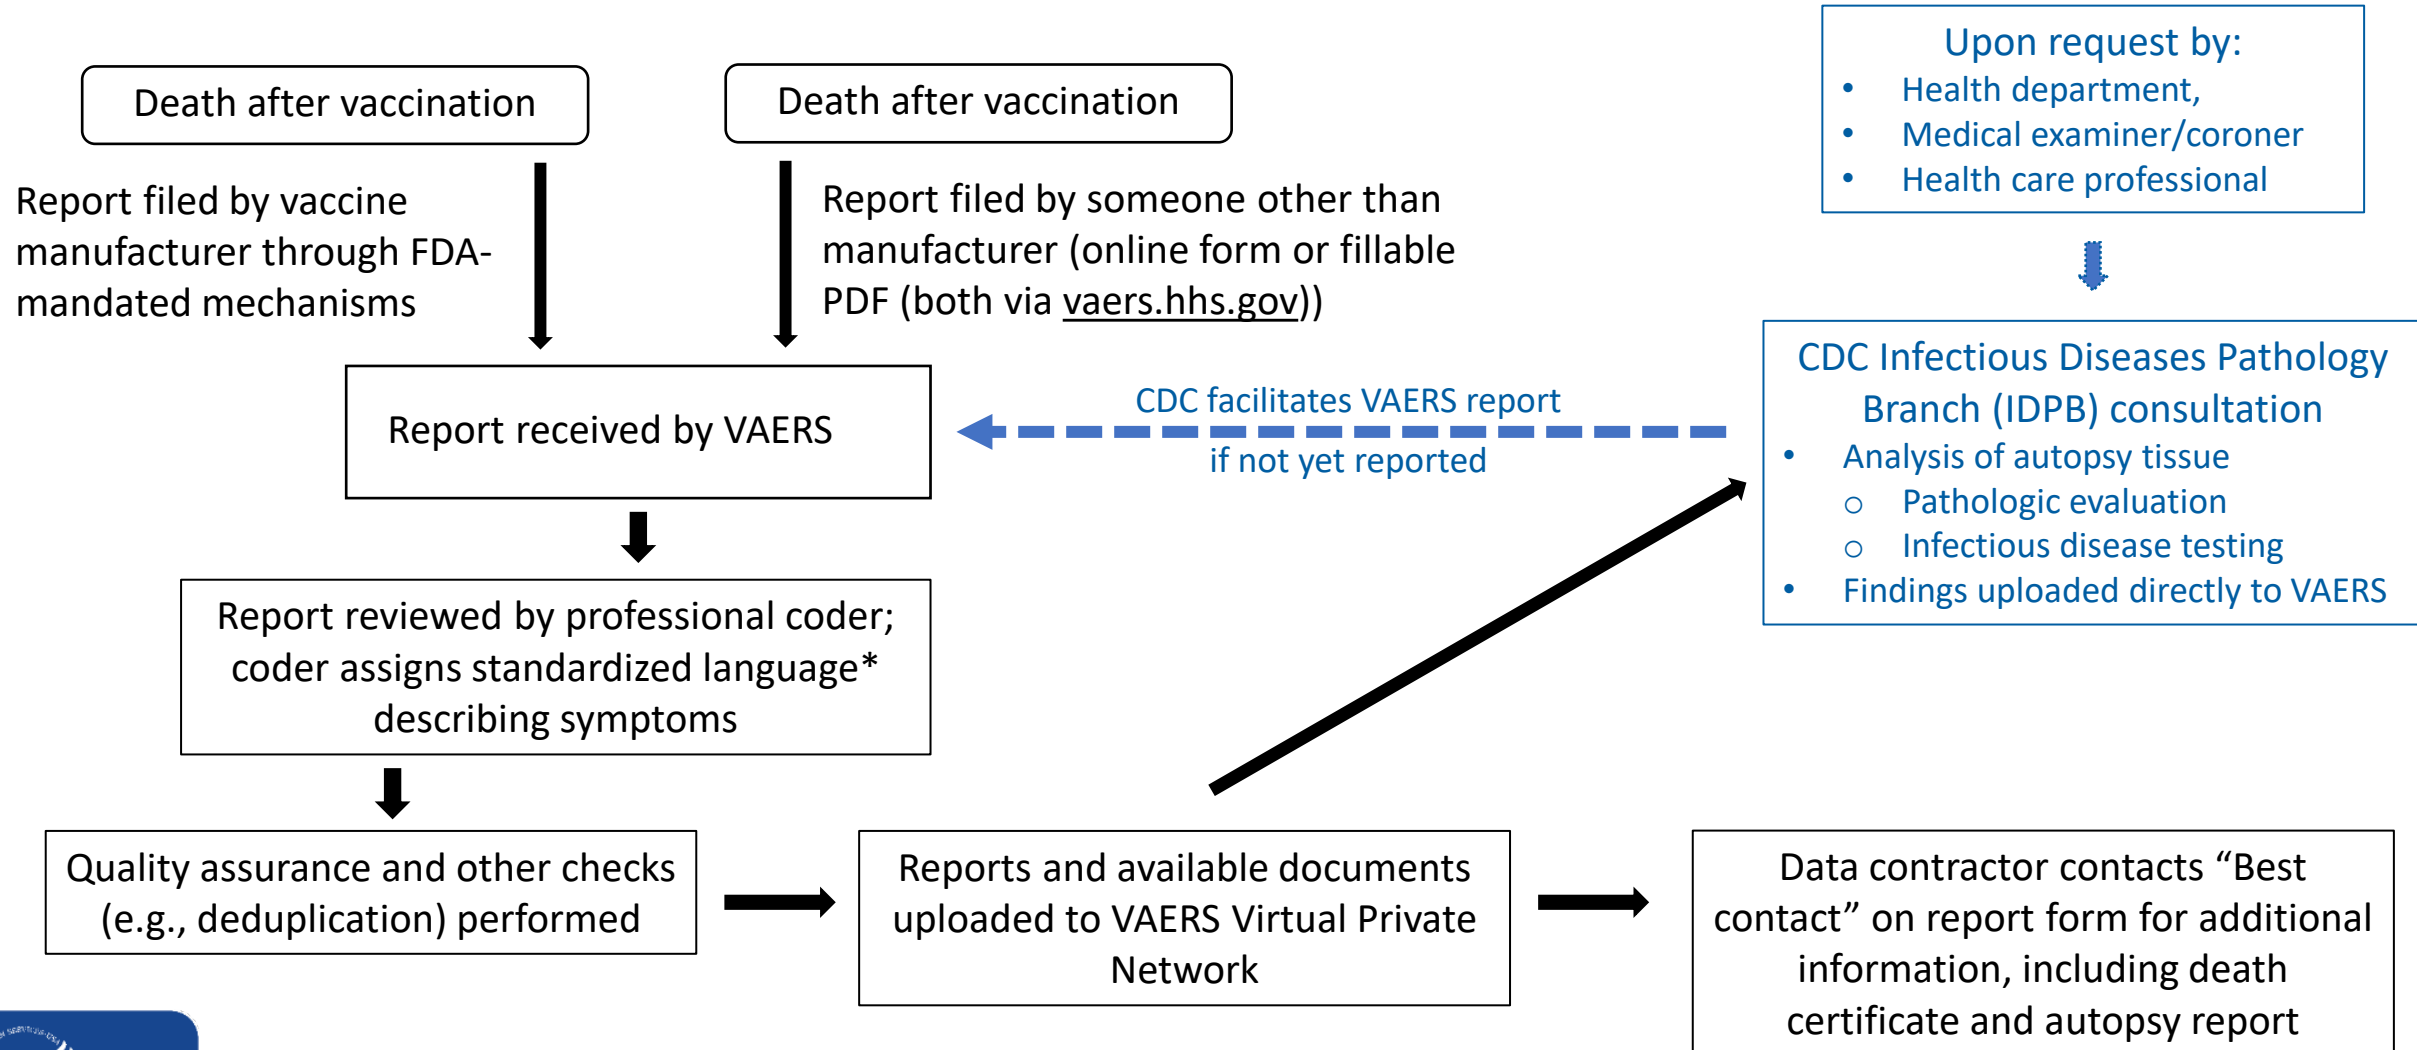 Death after vaccination
Death after vaccination
Report filed by vaccine
manufacturer through FDA-
mandated mechanisms
Report filed by someone other than
manufacturer (online form or fillable
PDF (both via vaers.hhs.gov))
Upon request by:
• Health department,
• Medical examiner/coroner
• Health care professional
Report received by VAERS
CDC facilitates VAERS report
if not yet reported
CDC Infectious Diseases Pathology
Branch (IDPB) consultation
• Analysis of autopsy tissue
o Pathologic evaluation
o Infectious disease testing
• Findings uploaded directly to VAERS
Report reviewed by professional coder;
coder assigns standardized language*
describing symptoms
Quality assurance and other checks
(e.g., deduplication) performed
Reports and available documents
uploaded to VAERS Virtual Private
Network
Data contractor contacts “Best
contact” on report form for additional
information, including death
certificate and autopsy report